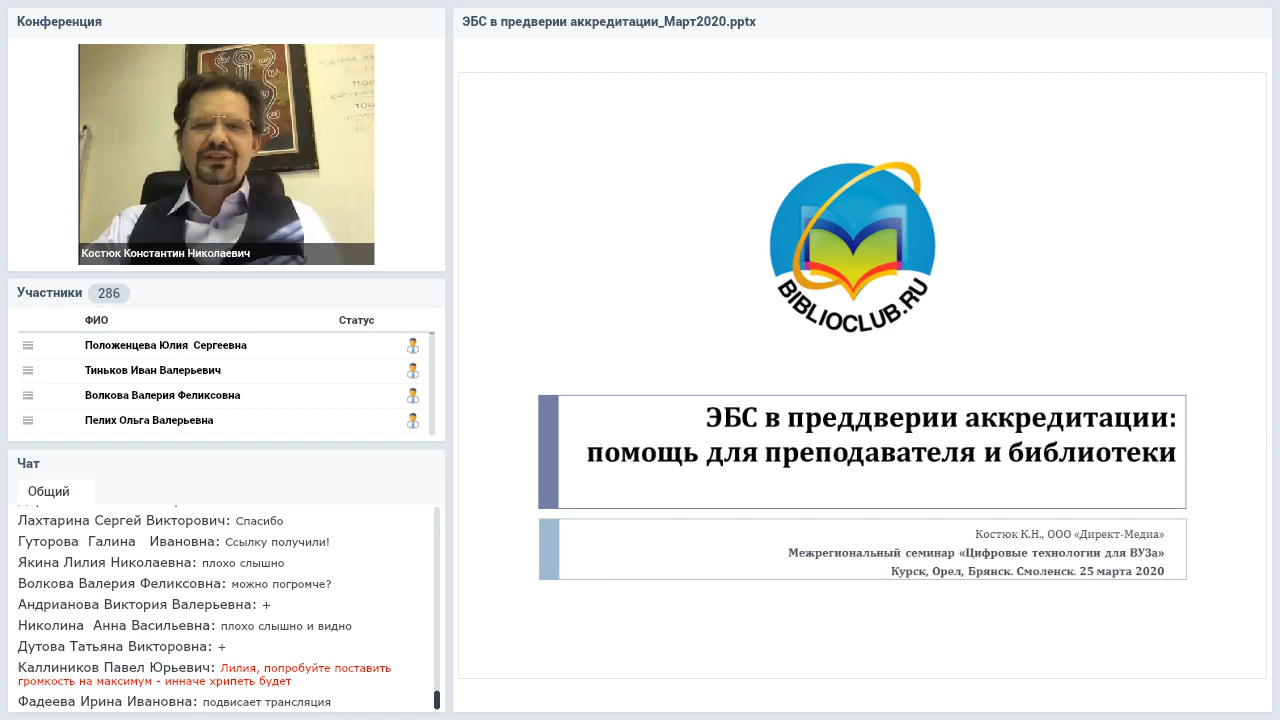 Конференция
Костюк Константин Николаевич
Участники 286
ФИО Статус
Положенцева Юлия Сергеевна
Тиньков Иван Валерьевич
Волкова Валерия Феликсовна
Пелих Ольга Валерьевна
Чат
Общий
Лахтарина Сергей Викторович: Спасибо
Гуторова Галина Ивановна: Ссылку получили!
Якина Лилия Николаевна: плохо слышно
Волкова Валерия Феликсовна: можно погромче?
Андрианова Виктория Валерьевна: +
Николина Анна Васильевна: плохо слышно и видно
Дутова Татьяна Викторовна: +
Каллиников Павел Юрьевич: Лилия, попробуйте поставить
громкость на максимум - инначе хрипеть будет
Фадеева Ирина Ивановна: подвисает трансляция
ЭБС в предверии аккредитации_Март2020.pptx
BIBLIOCLUB.RU
ЭБС в преддверии аккредитации:
помощь для преподавателя и библиотеки
Костюк К.Н., ООО «Директ-Медиа»
Межрегиональный семинар «Цифровые технологии для ВУЗа»
Курск, Орел, Брянск. Смоленск. 25 марта 2020